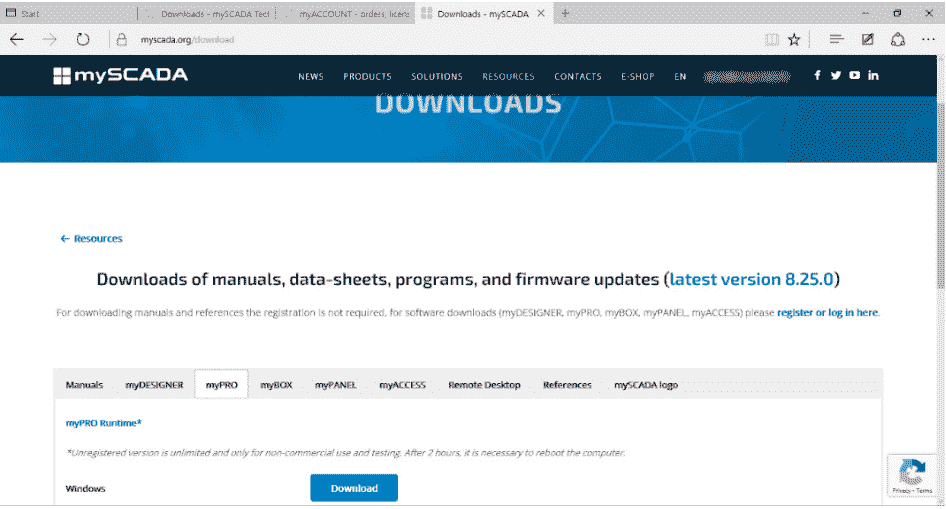 Start
Downloads - mySCADA Tecl
myACCOUNT - orders, licens
Downloads - mySCADA
myscada.org/download
mySCADA
NEWS PRODUCTS SOLUTIONS RESOURCES CONTACTS E-SHOP EN
DOWNLOADS
← Resources
Downloads of manuals, data-sheets, programs, and firmware updates (latest version 8.25.0)
For downloading manuals and references the registration is not required, for software downloads (myDESIGNER, myPRO, myBOX, myPANEL, myACCESS) please register or log in here.
Manuals myDESIGNER myPRO myBOX myPANEL myACCESS Remote Desktop References mySCADA logo
myPRO Runtime*
*Unregistered version is unlimited and only for non-commercial use and testing. After 2 hours, it is necessary to reboot the computer.
Windows Download
Privacy - Terms